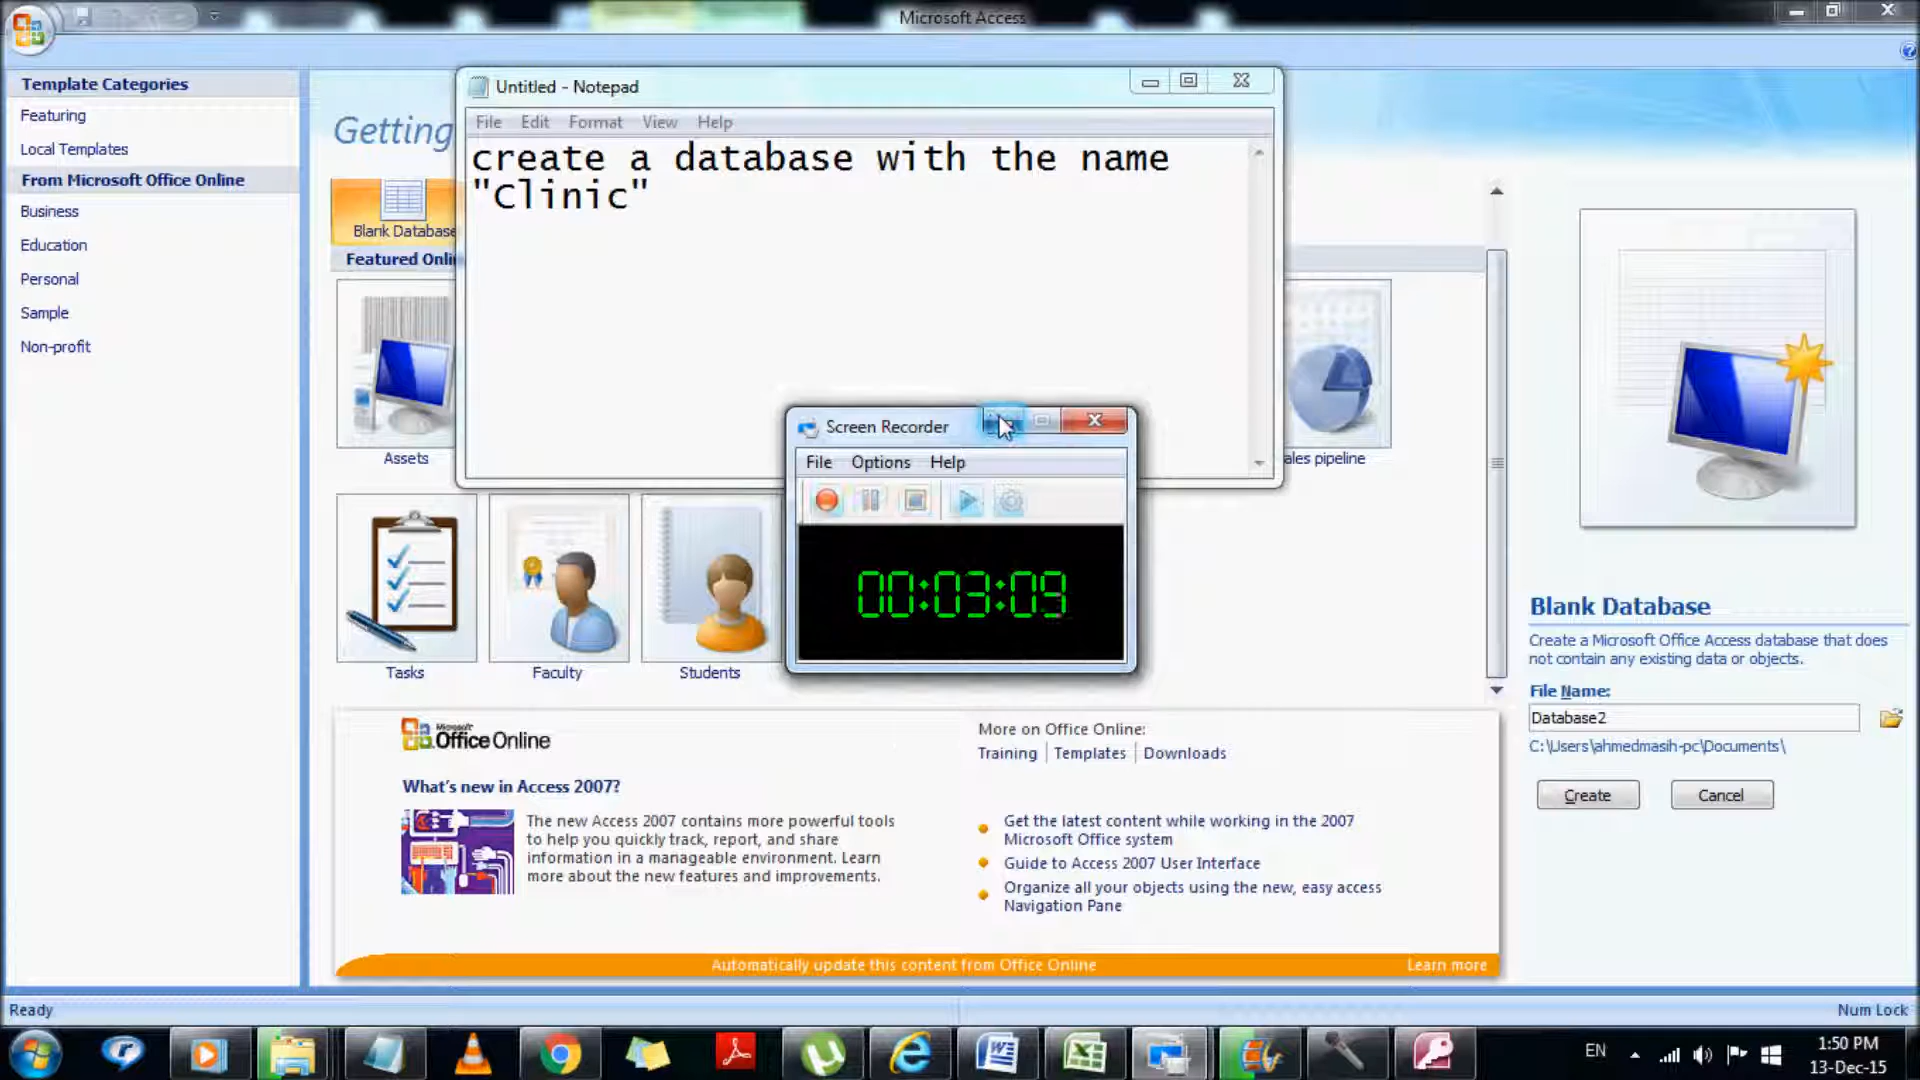 Microsoft Access
Template Categories
Featuring
Local Templates
From Microsoft Office Online
Business
Education
Personal
Sample
Non-profit
Getting
Untitled - Notepad
File Edit Format View Help
create a database with the name
"Clinic"
Blank Database
Featured Onli
Assets
ales pipeline
Screen Recorder
File Options Help
00:03:09
Tasks
Faculty
Students
Microsoft
Office Online
More on Office Online:
Training | Templates | Downloads
What's new in Access 2007?
The new Access 2007 contains more powerful tools
to help you quickly track, report, and share
information in a manageable environment. Learn
more about the new features and improvements.
Get the latest content while working in the 2007
Microsoft Office system
Guide to Access 2007 User Interface
Organize all your objects using the new, easy access
Navigation Pane
Automatically update this content from Office Online
Learn more
Blank Database
Create a Microsoft Office Access database that does
not contain any existing data or objects.
File Name:
Database2
C:\Users\ahmedmasih-pc\Documents\
Create
Cancel
Ready
Num Lock
EN
1:50 PM
13-Dec-15